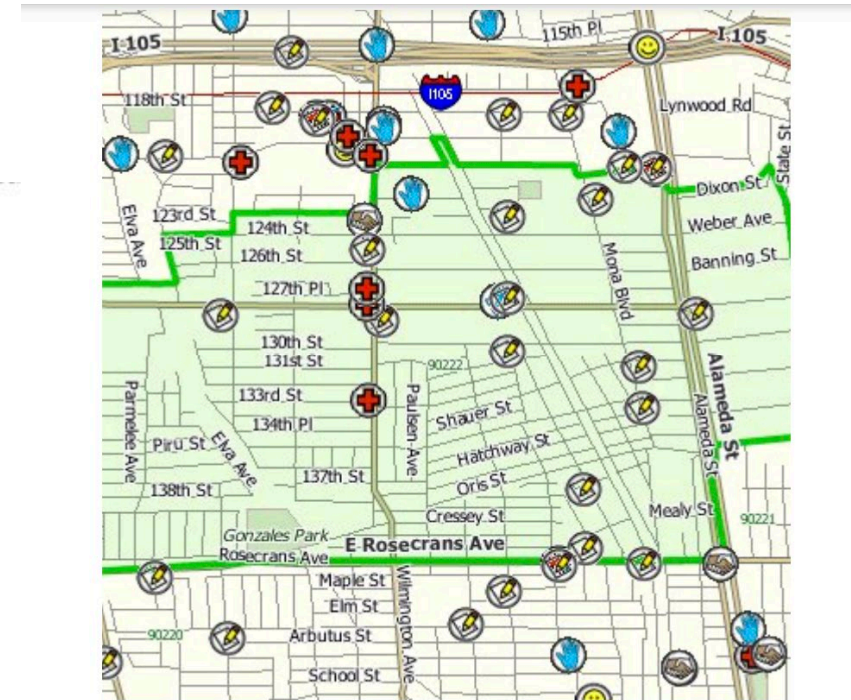 115th Pl
I 105
I 105
I105
118th St
Lynwood Rd
State St
Dixon St
123rd St
124th St
Weber Ave
Elva Ave
125th St
126th St
Banning St
Mona Blvd
127th Pl
130th St
131st St
90222
Parmelee Ave
133rd St
Paulsen Ave
Alameda St
Alameda St
134th Pl
Shauer St
Piru St
Elva Ave
Hatchway St
137th St
Oris St
138th St
Cressey St
Mealy St
90221
Gonzales Park
E Rosecrans Ave
Rosecrans Ave
Maple St
Wilmington Ave
Elm St
90220
Arbutus St
School St